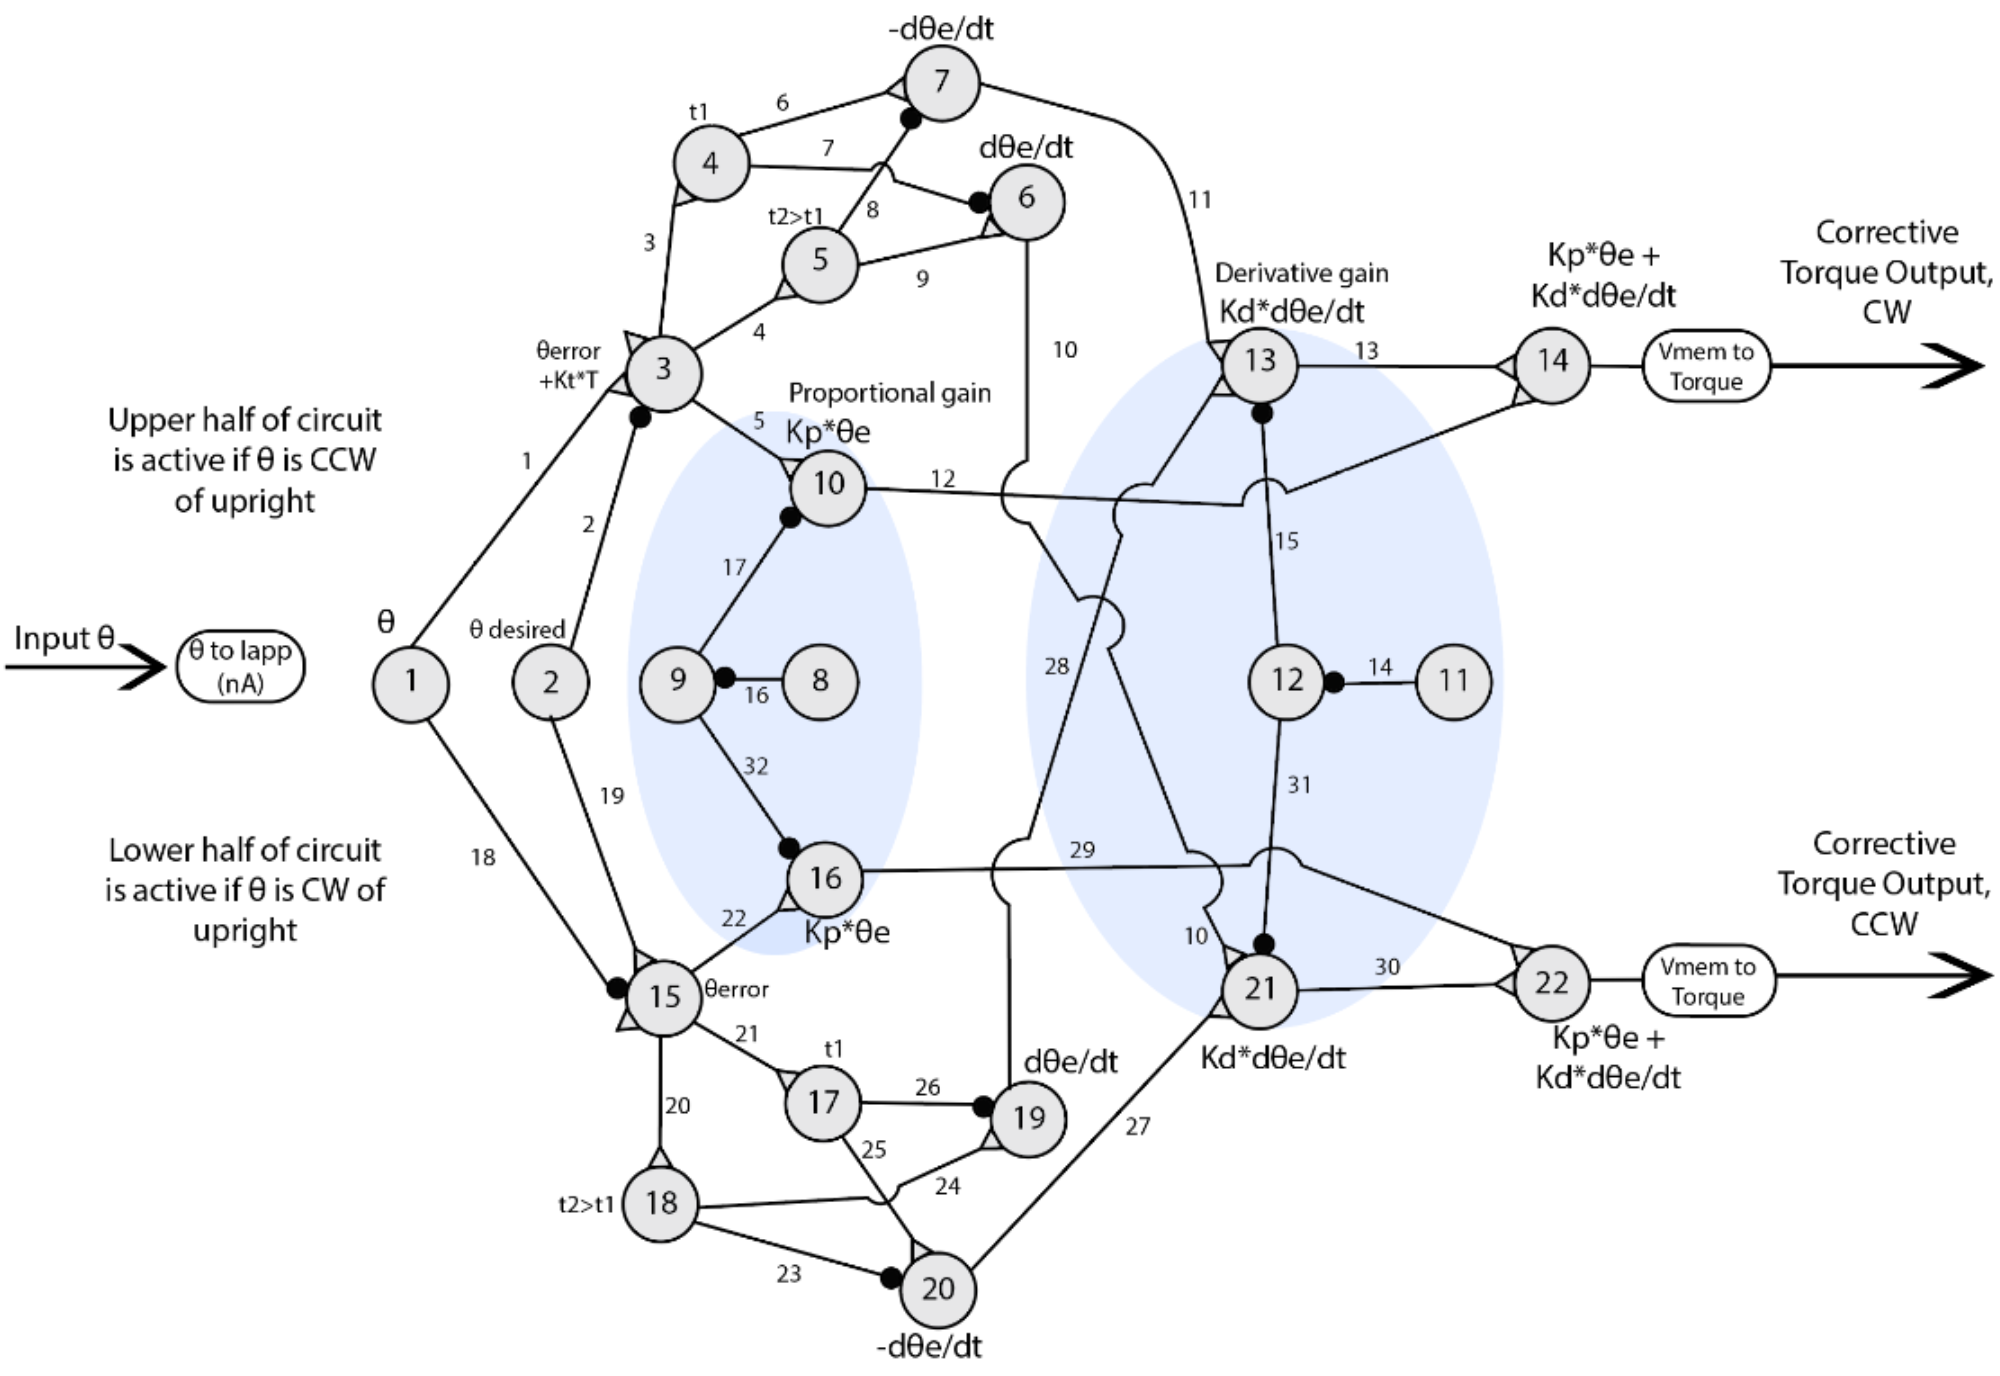 -dθe/dt
7
6
t1
4
7
dθe/dt
6
t2>t1
8
5
9
11
3
4
Corrective
Torque Output,
CW
Kp*θe +
Kd*dθe/dt
Derivative gain
Kd*dθe/dt
13
13
14
Vmem to
Torque
θerror
+Kt*T
3
10
Proportional gain
Kp*θe
5
Upper half of circuit
is active if θ is CCW
of upright
1
10
12
2
15
17
Input θ
θ to Iapp
(nA)
θ
θ desired
1
2
9
16
8
28
12
14
11
32
31
19
18
Lower half of circuit
is active if θ is CW of
upright
29
16
22
Kp*θe
Corrective
Torque Output,
CCW
10
21
30
22
Vmem to
Torque
15
θerror
21
Kd*dθe/dt
Kp*θe +
Kd*dθe/dt
t1
17
26
dθe/dt
19
20
25
27
t2>t1
18
24
23
20
-dθe/dt